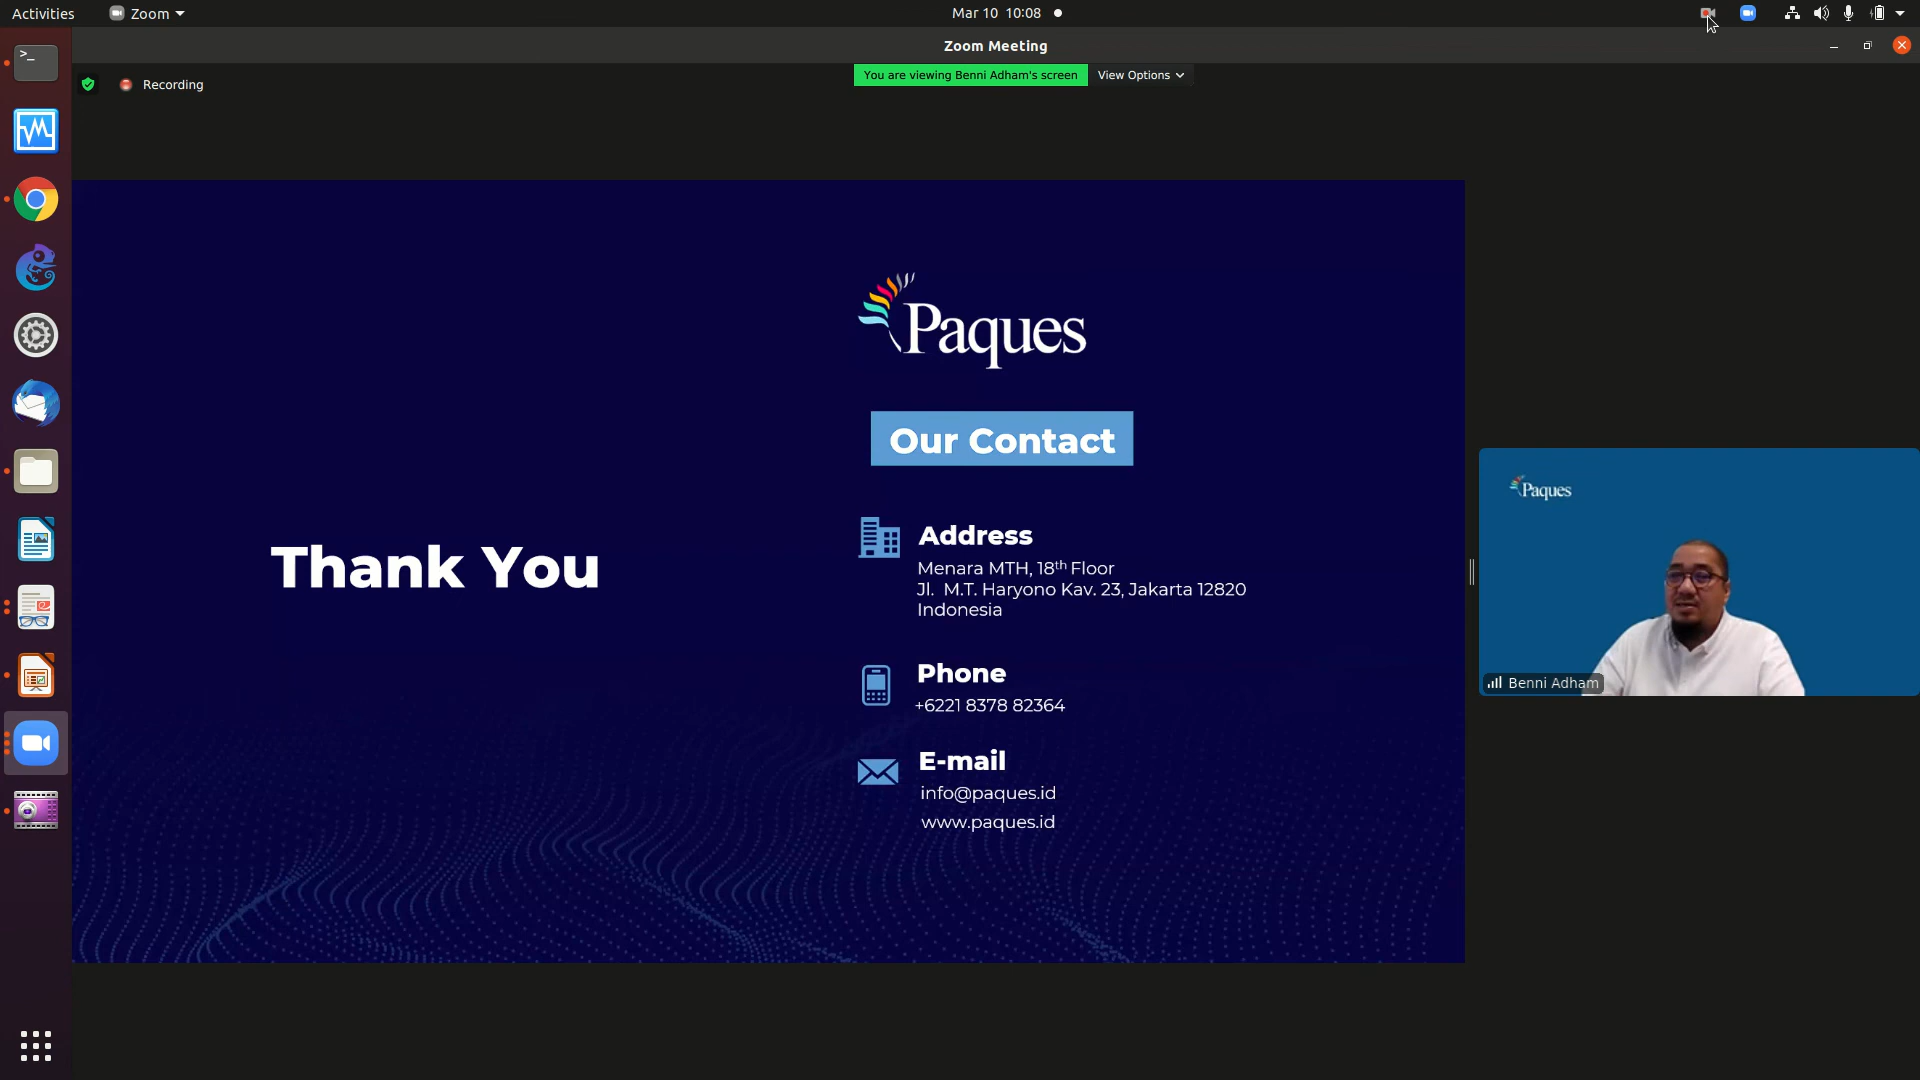 Activities
Zoom
Mar 10 10:08
Zoom Meeting
Recording
You are viewing Benni Adham's screen
View Options
Paques
Our Contact
Thank You
Address
Menara MTH, 18th Floor
Jl. M.T. Haryono Kav. 23, Jakarta 12820
Indonesia
Phone
+6221 8378 82364
E-mail
info@paques.id
www.paques.id
Paques
Benni Adham